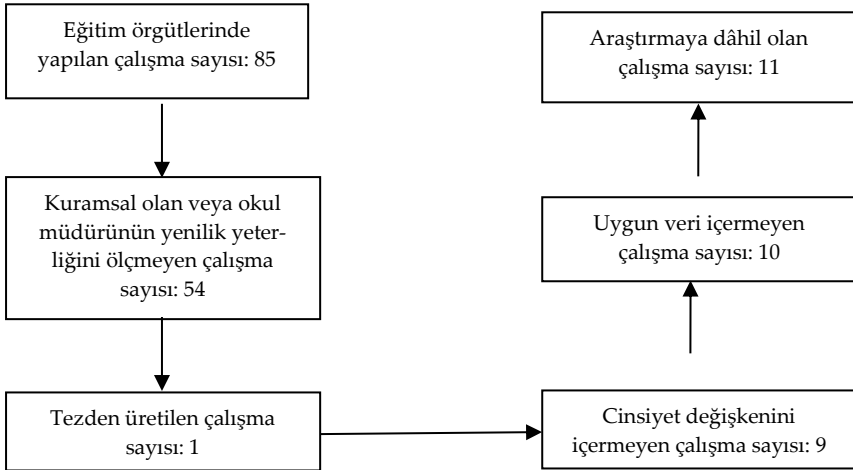 Eğitim örgütlerinde
yapılan çalışma sayısı: 85
Kuramsal olan veya okul
müdürünün yenilik yeter-
liğini ölçmeyen çalışma
sayısı: 54
Tezden üretilen çalışma
sayısı: 1
Cinsiyet değişkenini
içermeyen çalışma sayısı: 9
Uygun veri içermeyen
çalışma sayısı: 10
Araştırmaya dâhil olan
çalışma sayısı: 11